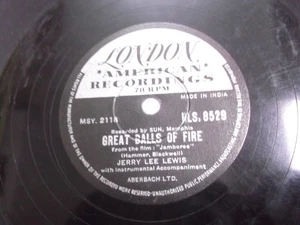 LONDON
'AMERICAN'
RECORDINGS
78 RPM
MADE IN INDIA
MSY. 2118
HLS. 8529
Recorded by SUN, Memphis
GREAT BALLS OF FIRE
From the film: "Jamboree"
(Hammer, Blackwell)
JERRY LEE LEWIS
with Instrumental Accompaniment
ABERBACH LTD.